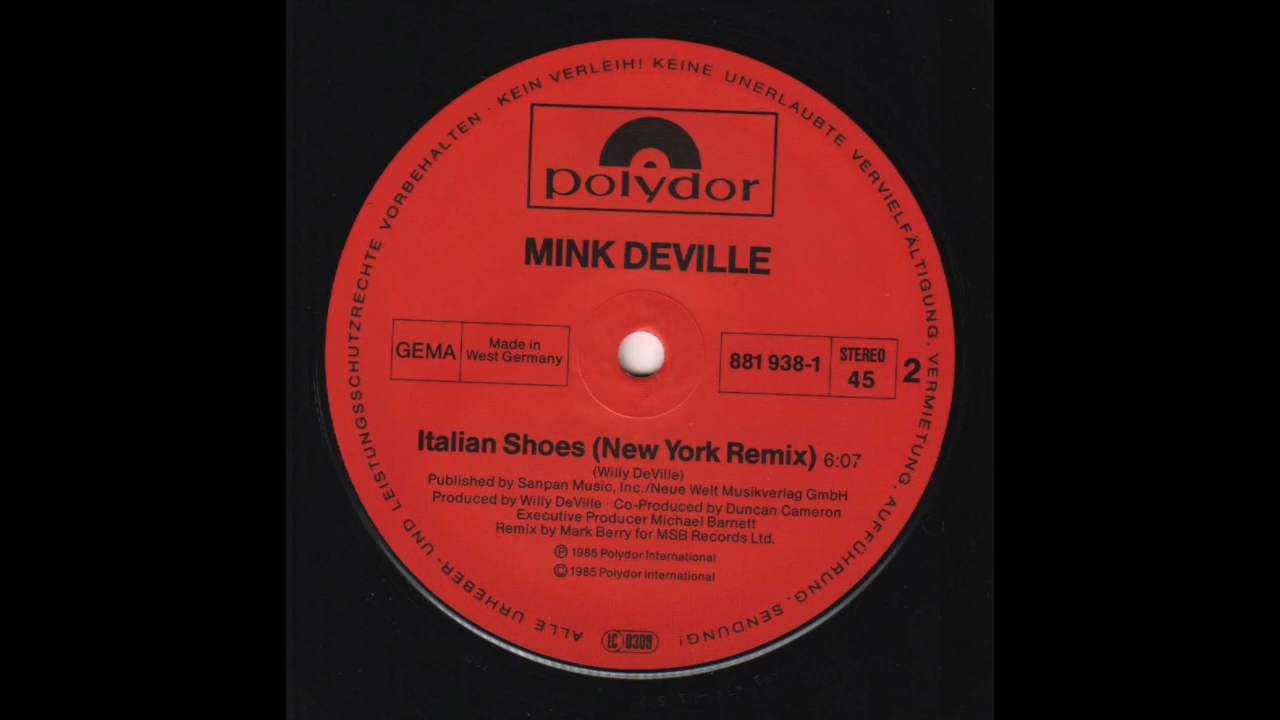 ALLE URHEBER- UND LEISTUNGSSCHUTZRECHTE VORBEHALTEN · KEIN VERLEIH! KEINE UNERLAUBTE VERVIELFÄLTIGUNG, VERMIETUNG, AUFFÜHRUNG, SENDUNG!
polydor
MINK DEVILLE
GEMA
Made in
West Germany
881 938-1
STEREO
45
2
Italian Shoes (New York Remix) 6:07
(Willy DeVille)
Published by Sanpan Music, Inc./Neue Welt Musikverlag GmbH
Produced by Willy DeVille · Co-Produced by Duncan Cameron
Executive Producer Michael Barnett
Remix by Mark Berry for MSB Records Ltd.
Ⓟ 1985 Polydor International
© 1985 Polydor International
LC 0309